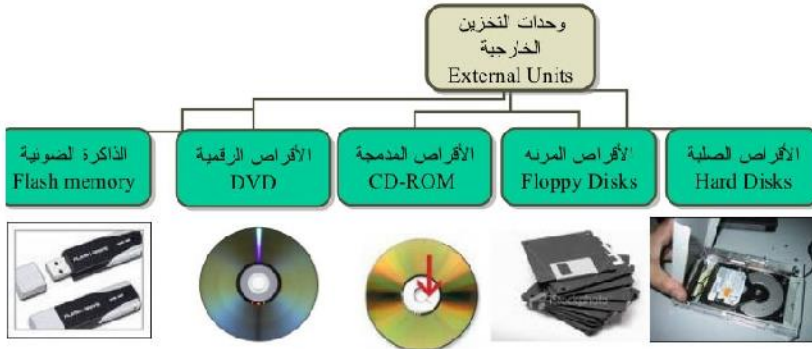 وحدات التخزين
الخارجية
External Units
الأقراص الصلبة
Hard Disks
الأقراص المرنه
Floppy Disks
الأقراص المدمجة
CD-ROM
الأقراص الرقمية
DVD
الذاكرة الضوئية
Flash memory